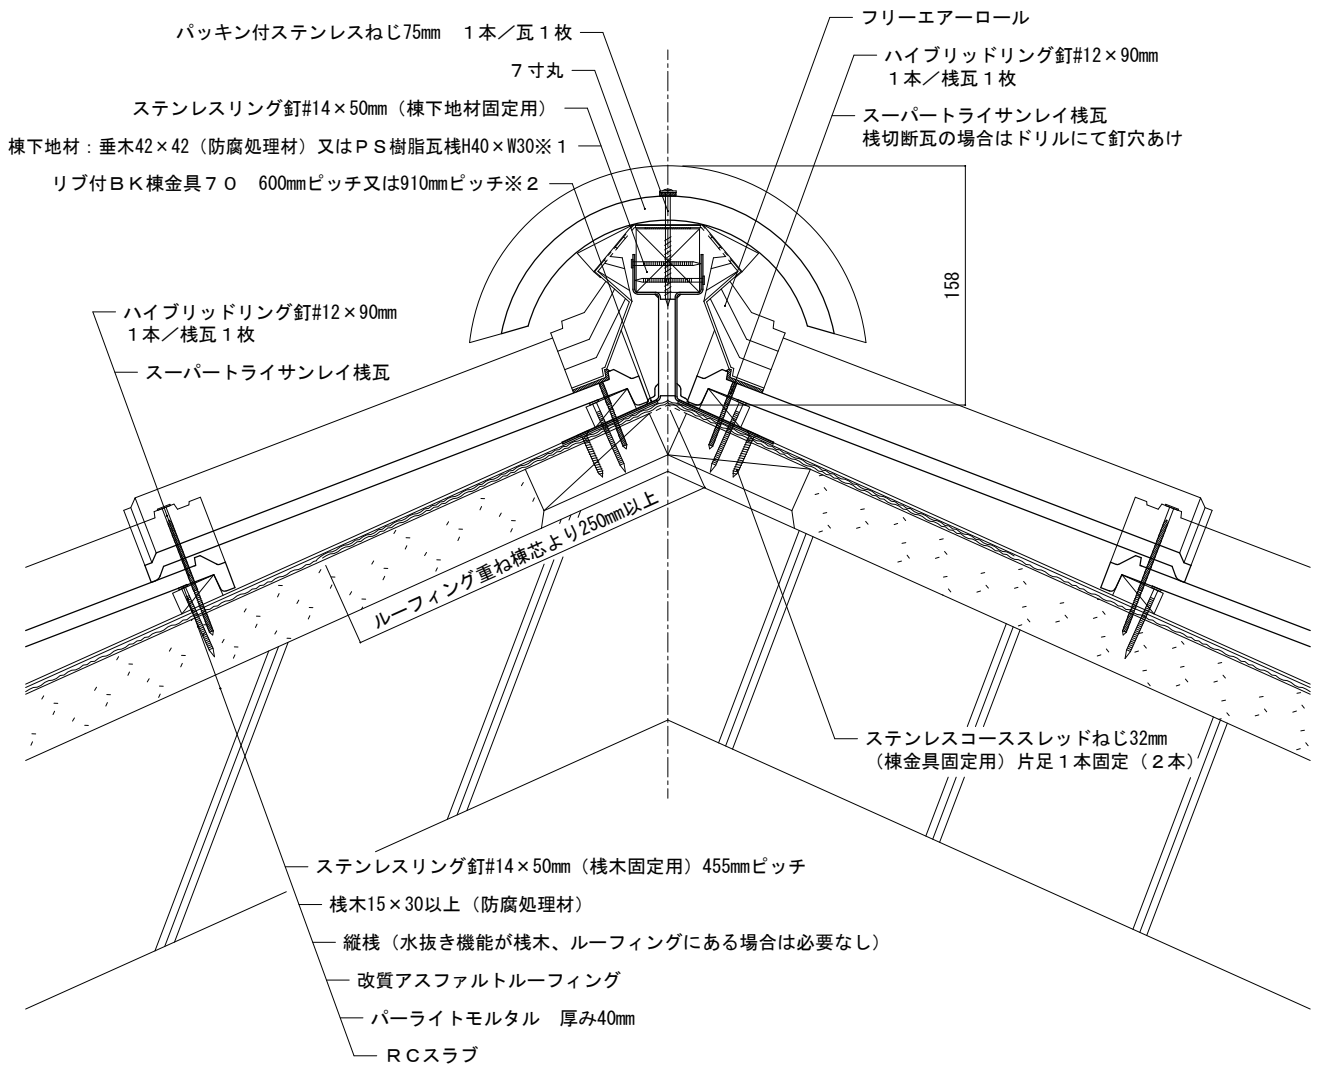 パッキン付ステンレスねじ75mm　１本／瓦１枚
７寸丸
ステンレスリング釘#14×50mm（棟下地材固定用）
棟下地材：垂木42×42（防腐処理材）又はＰＳ樹脂瓦桟H40×W30※１
リブ付ＢＫ棟金具７０　600mmピッチ又は910mmピッチ※２
フリーエアーロール
ハイブリッドリング釘#12×90mm
１本／桟瓦１枚
スーパートライサンレイ桟瓦
桟切断瓦の場合はドリルにて釘穴あけ
158
ハイブリッドリング釘#12×90mm
１本／桟瓦１枚
スーパートライサンレイ桟瓦
ルーフィング重ね棟芯より250mm以上
ステンレスコーススレッドねじ32mm
（棟金具固定用）片足１本固定（２本）
ステンレスリング釘#14×50mm（桟木固定用）455mmピッチ
桟木15×30以上（防腐処理材）
縦桟（水抜き機能が桟木、ルーフィングにある場合は必要なし）
改質アスファルトルーフィング
パーライトモルタル　厚み40mm
ＲＣスラブ